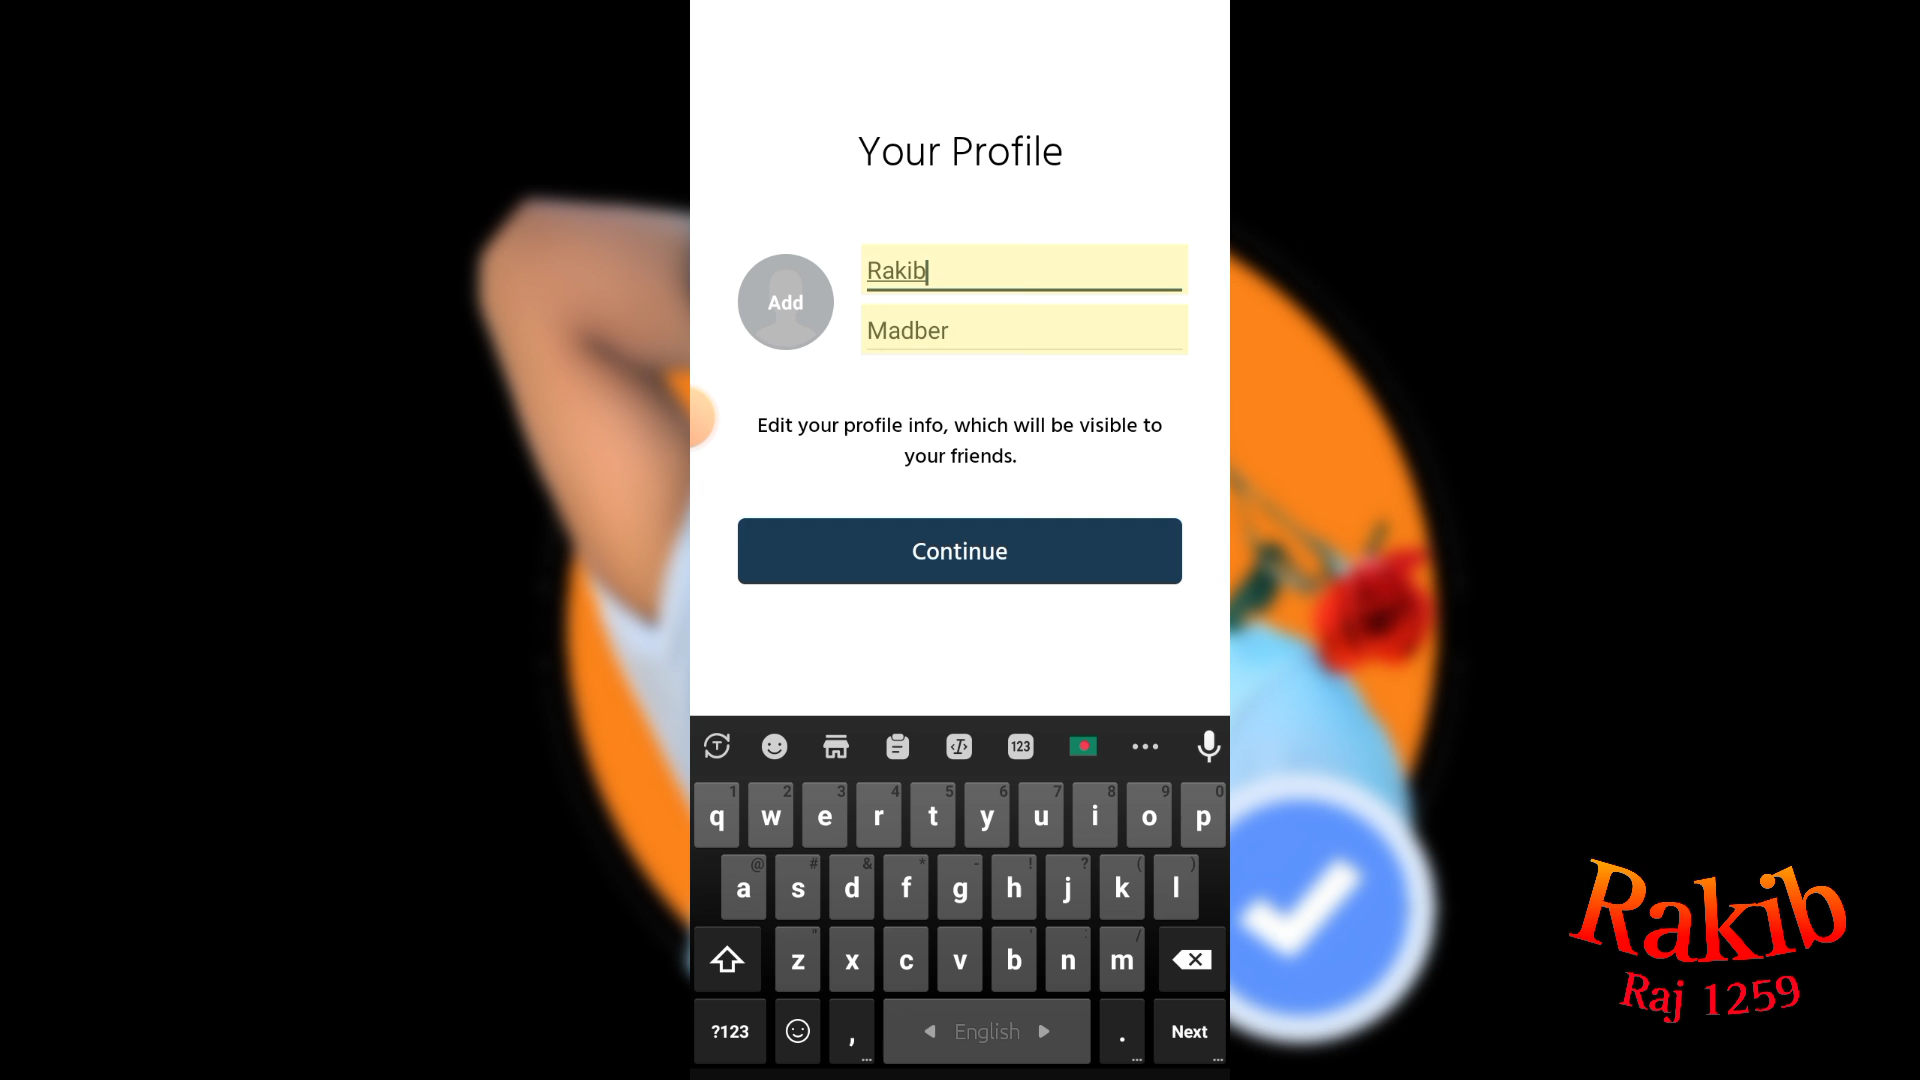 Your Profile
Add
Rakib
Madber
Edit your profile info, which will be visible to
your friends.
Continue
123
1 2 3 4 5 6 7 8 9 0
q w e r t y u i o p
@ # & * - ! ? ( )
a s d f g h j k l
" ' : /
z x c v b n m
?123 , English . Next
Rakib
Raj 1259